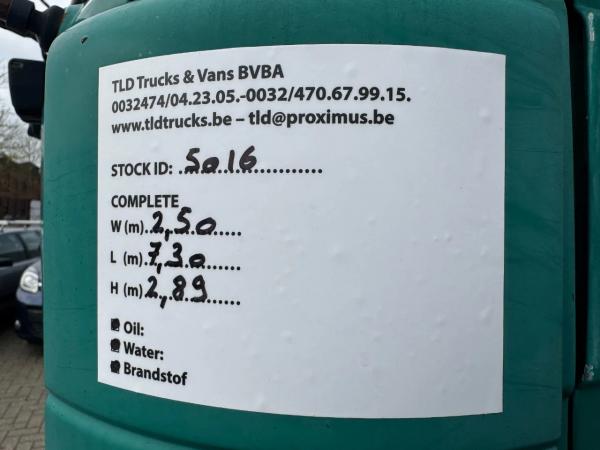 TLD Trucks & Vans BVBA
0032474/04.23.05.-0032/470.67.99.15.
www.tldtrucks.be – tld@proximus.be
STOCK ID: 5016
COMPLETE
W (m) 2,50
L (m) 7,30
H (m) 2,89
Oil:
Water:
Brandstof